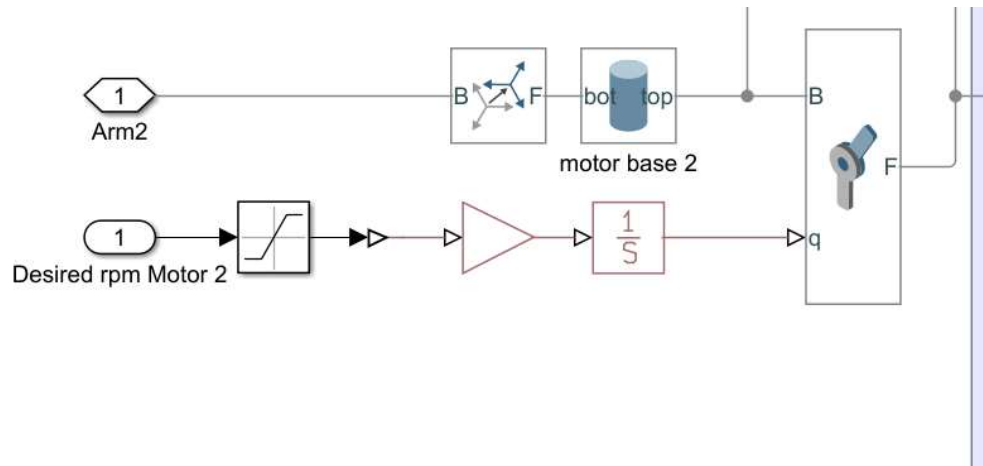 1
Arm2
B F
bot top
motor base 2
B
F
1
Desired rpm Motor 2
1
S
q